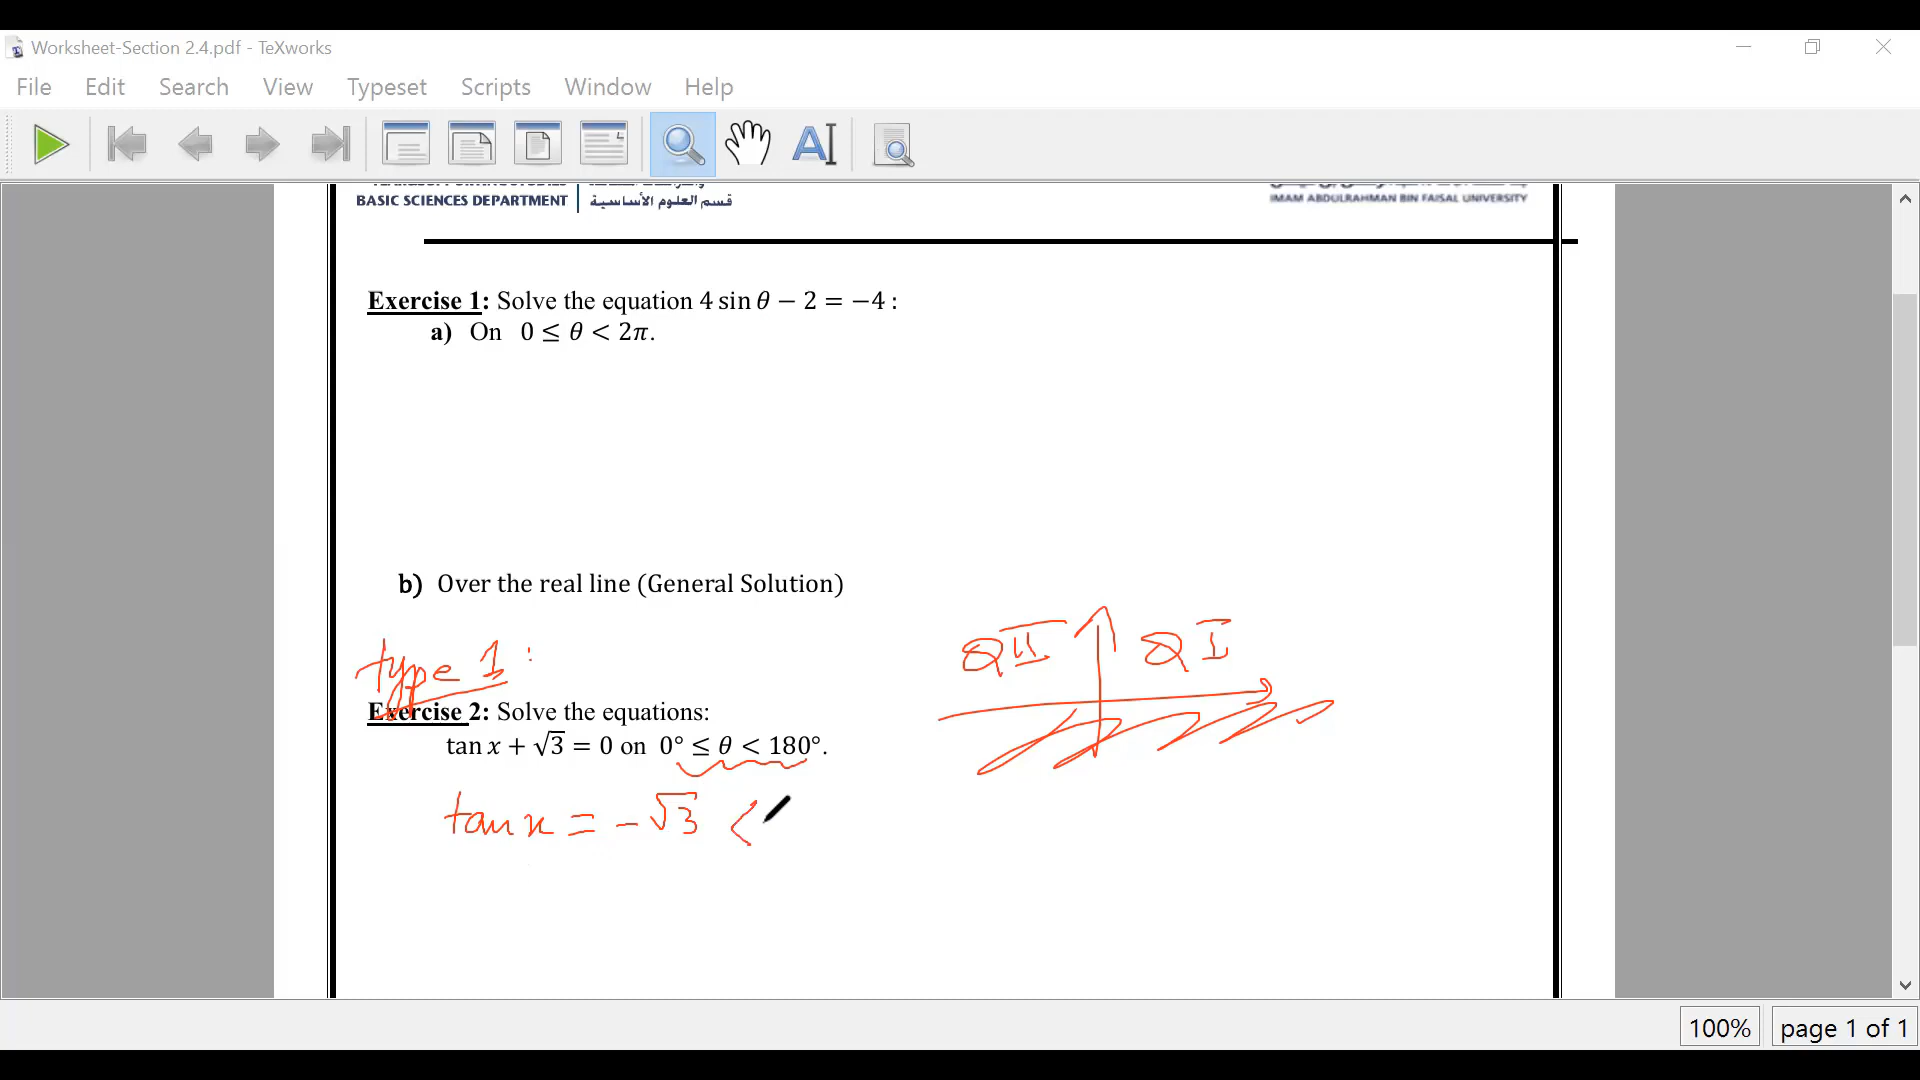 Worksheet-Section 2.4.pdf - TeXworks
File Edit Search View Typeset Scripts Window Help
BASIC SCIENCES DEPARTMENT
قسم العلوم الأساسية
IMAM ABDULRAHMAN BIN FAISAL UNIVERSITY
Exercise 1: Solve the equation 4 sin θ − 2 = −4 :
a) On 0 ≤ θ < 2π.
b) Over the real line (General Solution)
QII QI
type 1 :
Exercise 2: Solve the equations:
tan x + √3 = 0 on 0° ≤ θ < 180°.
tan x = - √3 <
100% page 1 of 1